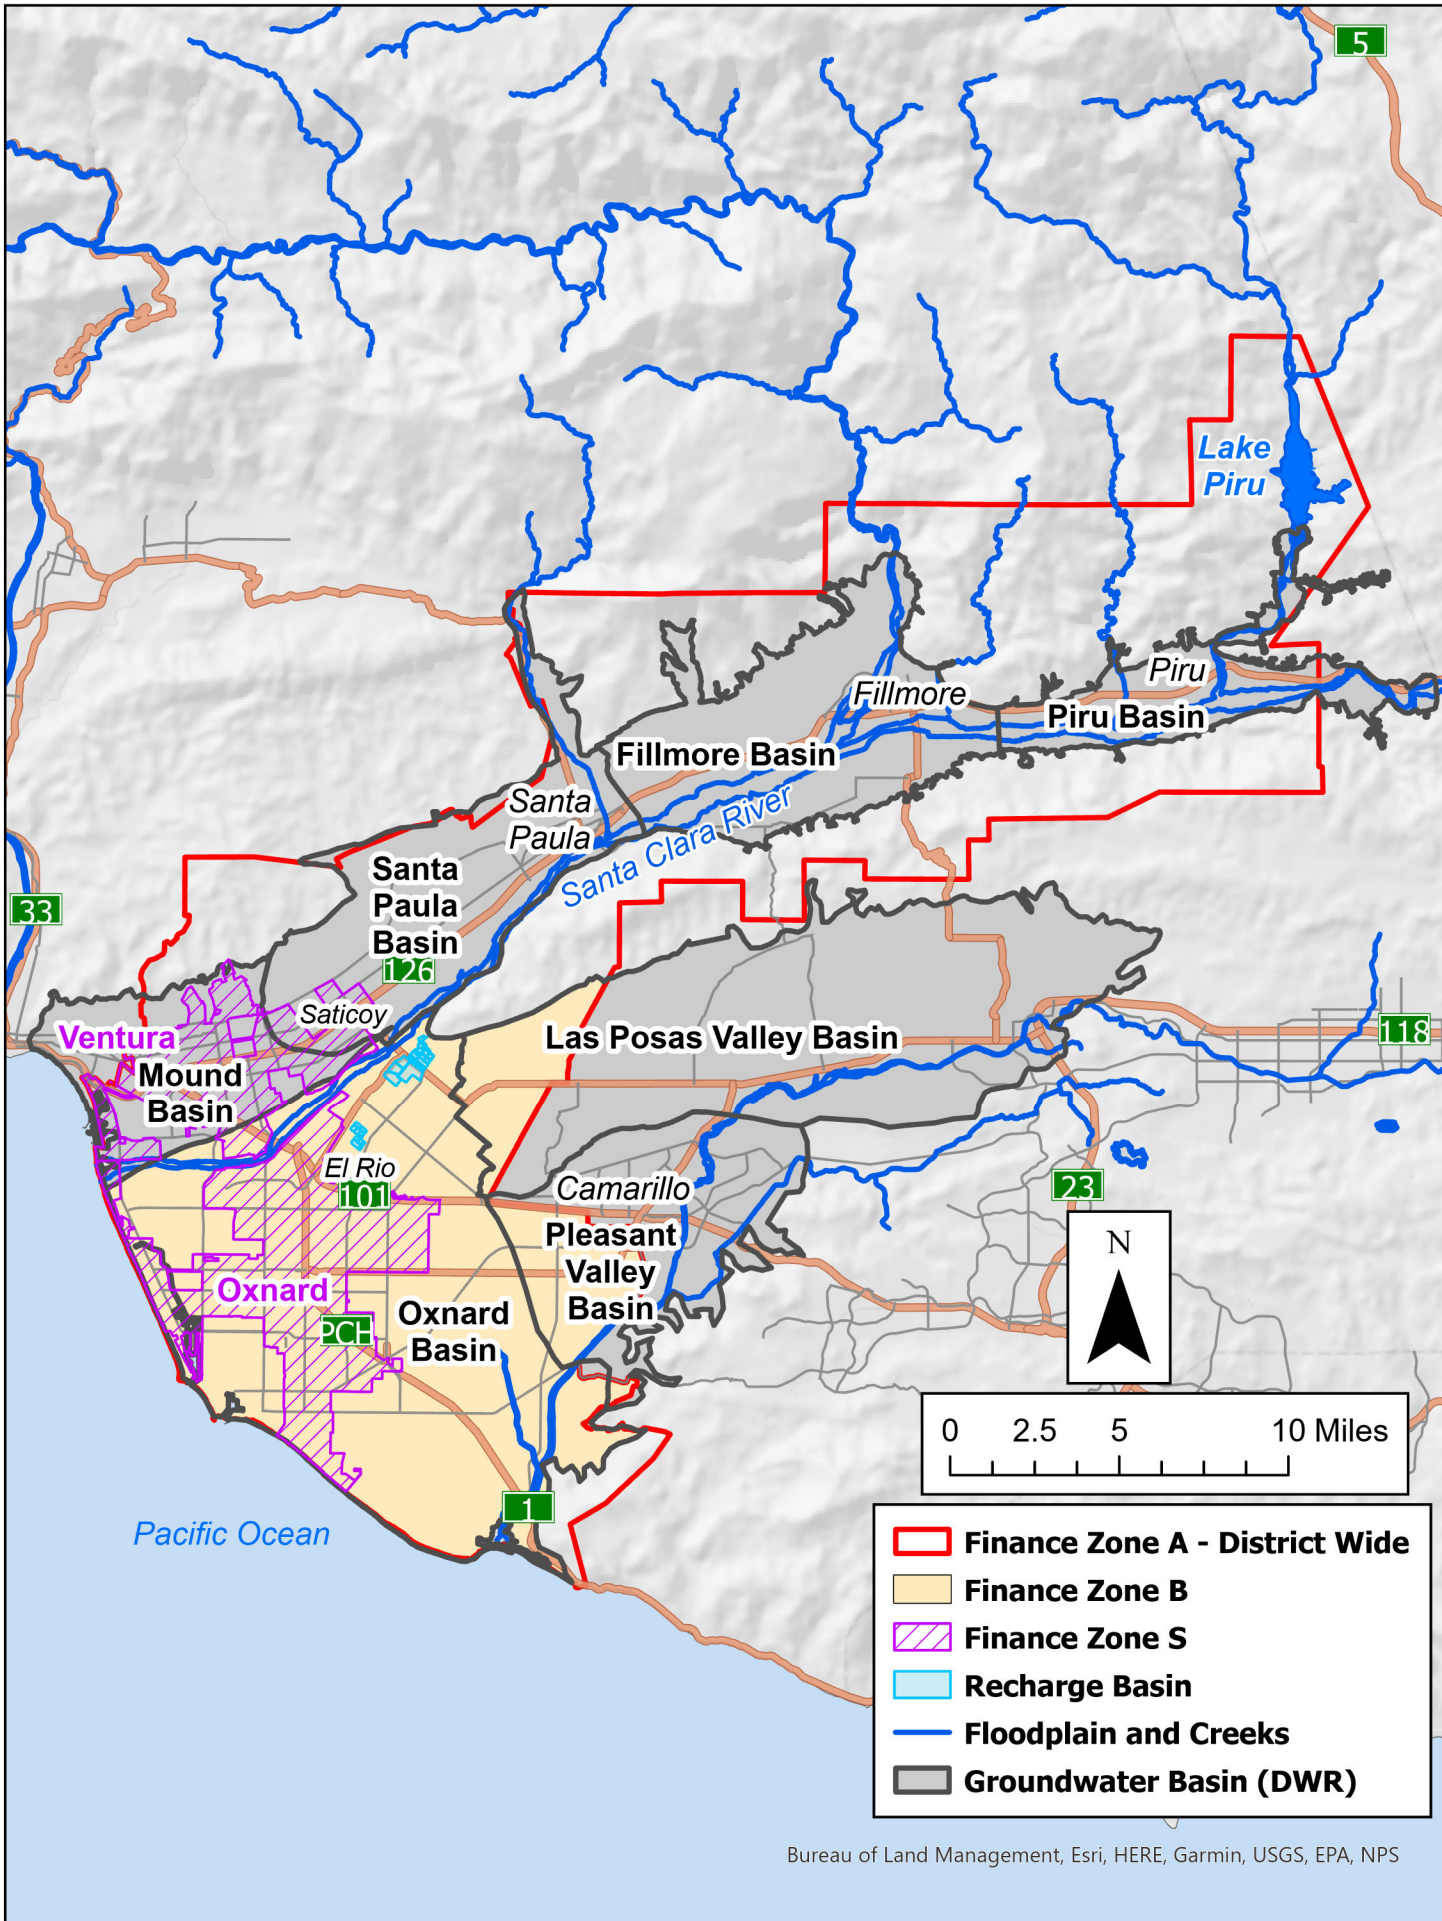 5
Lake
Piru
Piru
Fillmore
Piru Basin
Fillmore Basin
Santa
Paula
Santa Clara River
Santa
Paula
Basin
33
126
Saticoy
Ventura
Las Posas Valley Basin
118
Mound
Basin
El Rio
101
Camarillo
23
N
Pleasant
Valley
Basin
Oxnard
PCH
Oxnard
Basin
0 2.5 5 10 Miles
1
Pacific Ocean
Finance Zone A - District Wide
Finance Zone B
Finance Zone S
Recharge Basin
Floodplain and Creeks
Groundwater Basin (DWR)
Bureau of Land Management, Esri, HERE, Garmin, USGS, EPA, NPS